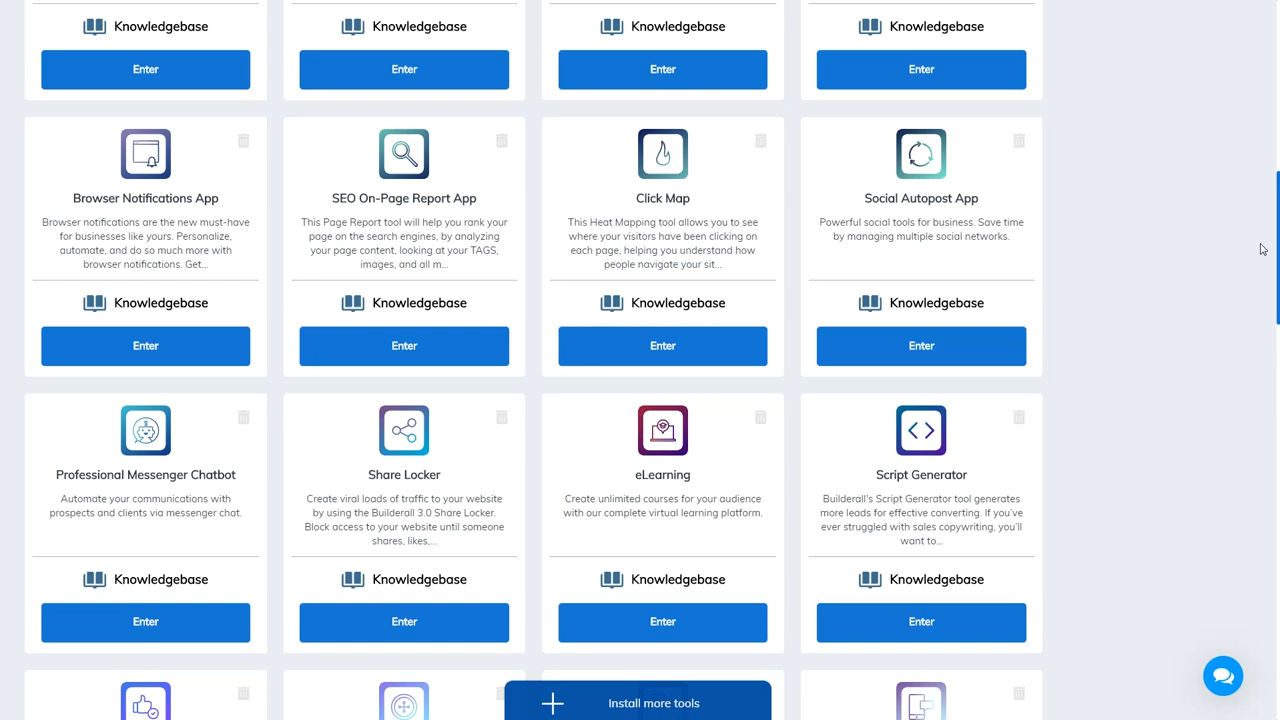 Knowledgebase Knowledgebase Knowledgebase Knowledgebase
Enter Enter Enter Enter
Browser Notifications App
Browser notifications are the new must-have
for businesses like yours. Personalize,
automate, and do so much more with
browser notifications. Get...
Knowledgebase
Enter
SEO On-Page Report App
This Page Report tool will help you rank your
page on the search engines, by analyzing
your page content, looking at your TAGS,
images, and all m...
Knowledgebase
Enter
Click Map
This Heat Mapping tool allows you to see
where your visitors have been clicking on
each page, helping you understand how
people navigate your sit...
Knowledgebase
Enter
Social Autopost App
Powerful social tools for business. Save time
by managing multiple social networks.
Knowledgebase
Enter
Professional Messenger Chatbot
Automate your communications with
prospects and clients via messenger chat.
Knowledgebase
Enter
Share Locker
Create viral loads of traffic to your website
by using the Builderall 3.0 Share Locker.
Block access to your website until someone
shares, likes,...
Knowledgebase
Enter
eLearning
Create unlimited courses for your audience
with our complete virtual learning platform.
Knowledgebase
Enter
Script Generator
Builderall's Script Generator tool generates
more leads for effective converting. If you've
ever struggled with sales copywriting, you'll
want to...
Knowledgebase
Enter
Install more tools